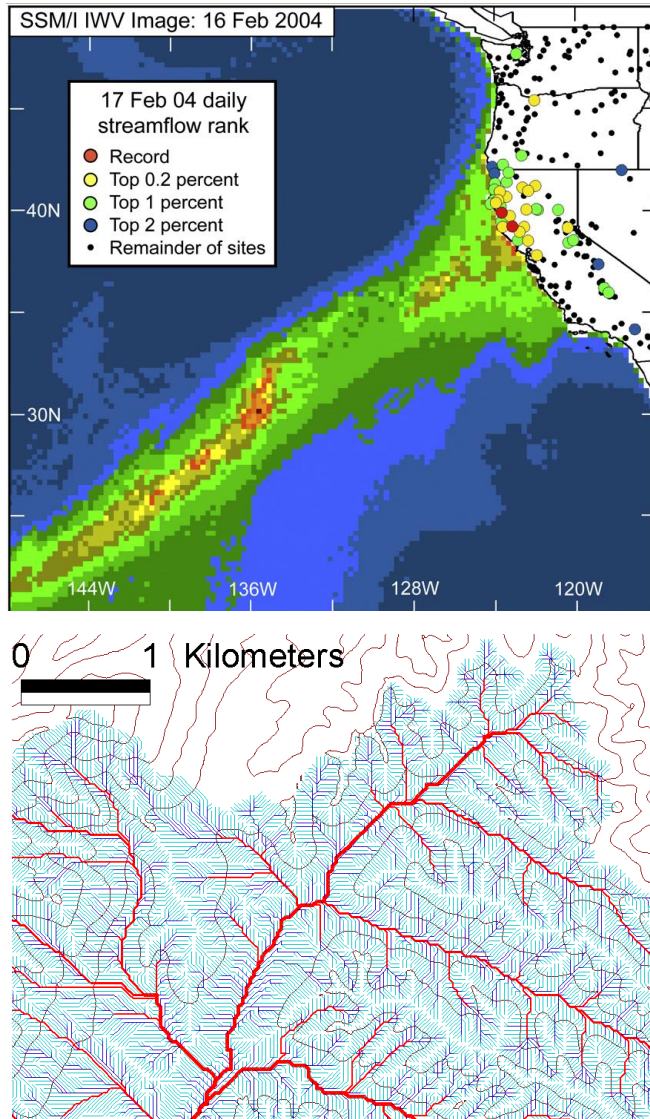 SSM/I IWV Image: 16 Feb 2004
17 Feb 04 daily
streamflow rank
Record
Top 0.2 percent
Top 1 percent
Top 2 percent
Remainder of sites
40N
30N
144W 136W 128W 120W
0 1 Kilometers